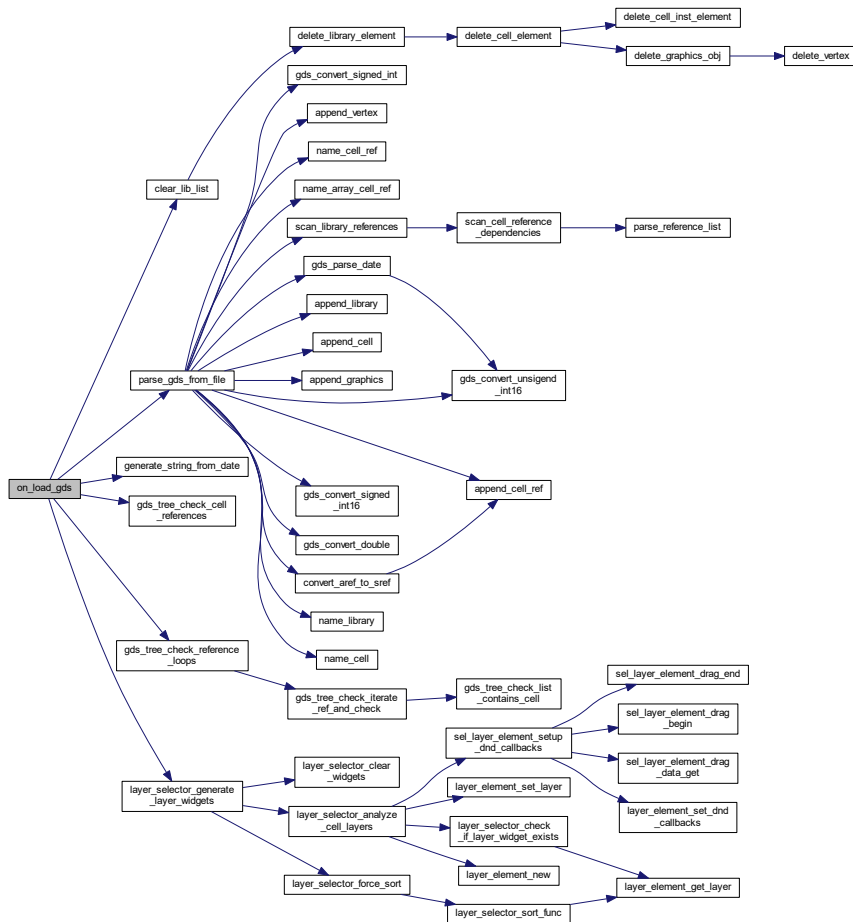 delete_cell_inst_element
delete_library_element
delete_cell_element
delete_graphics_obj
delete_vertex
gds_convert_signed_int
append_vertex
name_cell_ref
clear_lib_list
name_array_cell_ref
scan_library_references
scan_cell_reference
_dependencies
parse_reference_list
gds_parse_date
append_library
append_cell
parse_gds_from_file
append_graphics
gds_convert_unsigend
_int16
generate_string_from_date
on_load_gds
gds_tree_check_cell
_references
gds_convert_signed
_int16
append_cell_ref
gds_convert_double
convert_aref_to_sref
name_library
gds_tree_check_reference
_loops
name_cell
gds_tree_check_iterate
_ref_and_check
gds_tree_check_list
_contains_cell
sel_layer_element_drag_end
sel_layer_element_drag
_begin
sel_layer_element_setup
_dnd_callbacks
sel_layer_element_drag
_data_get
layer_selector_clear
_widgets
layer_selector_generate
_layer_widgets
layer_element_set_layer
layer_element_set_dnd
_callbacks
layer_selector_analyze
_cell_layers
layer_selector_check
_if_layer_widget_exists
layer_element_new
layer_selector_force_sort
layer_element_get_layer
layer_selector_sort_func